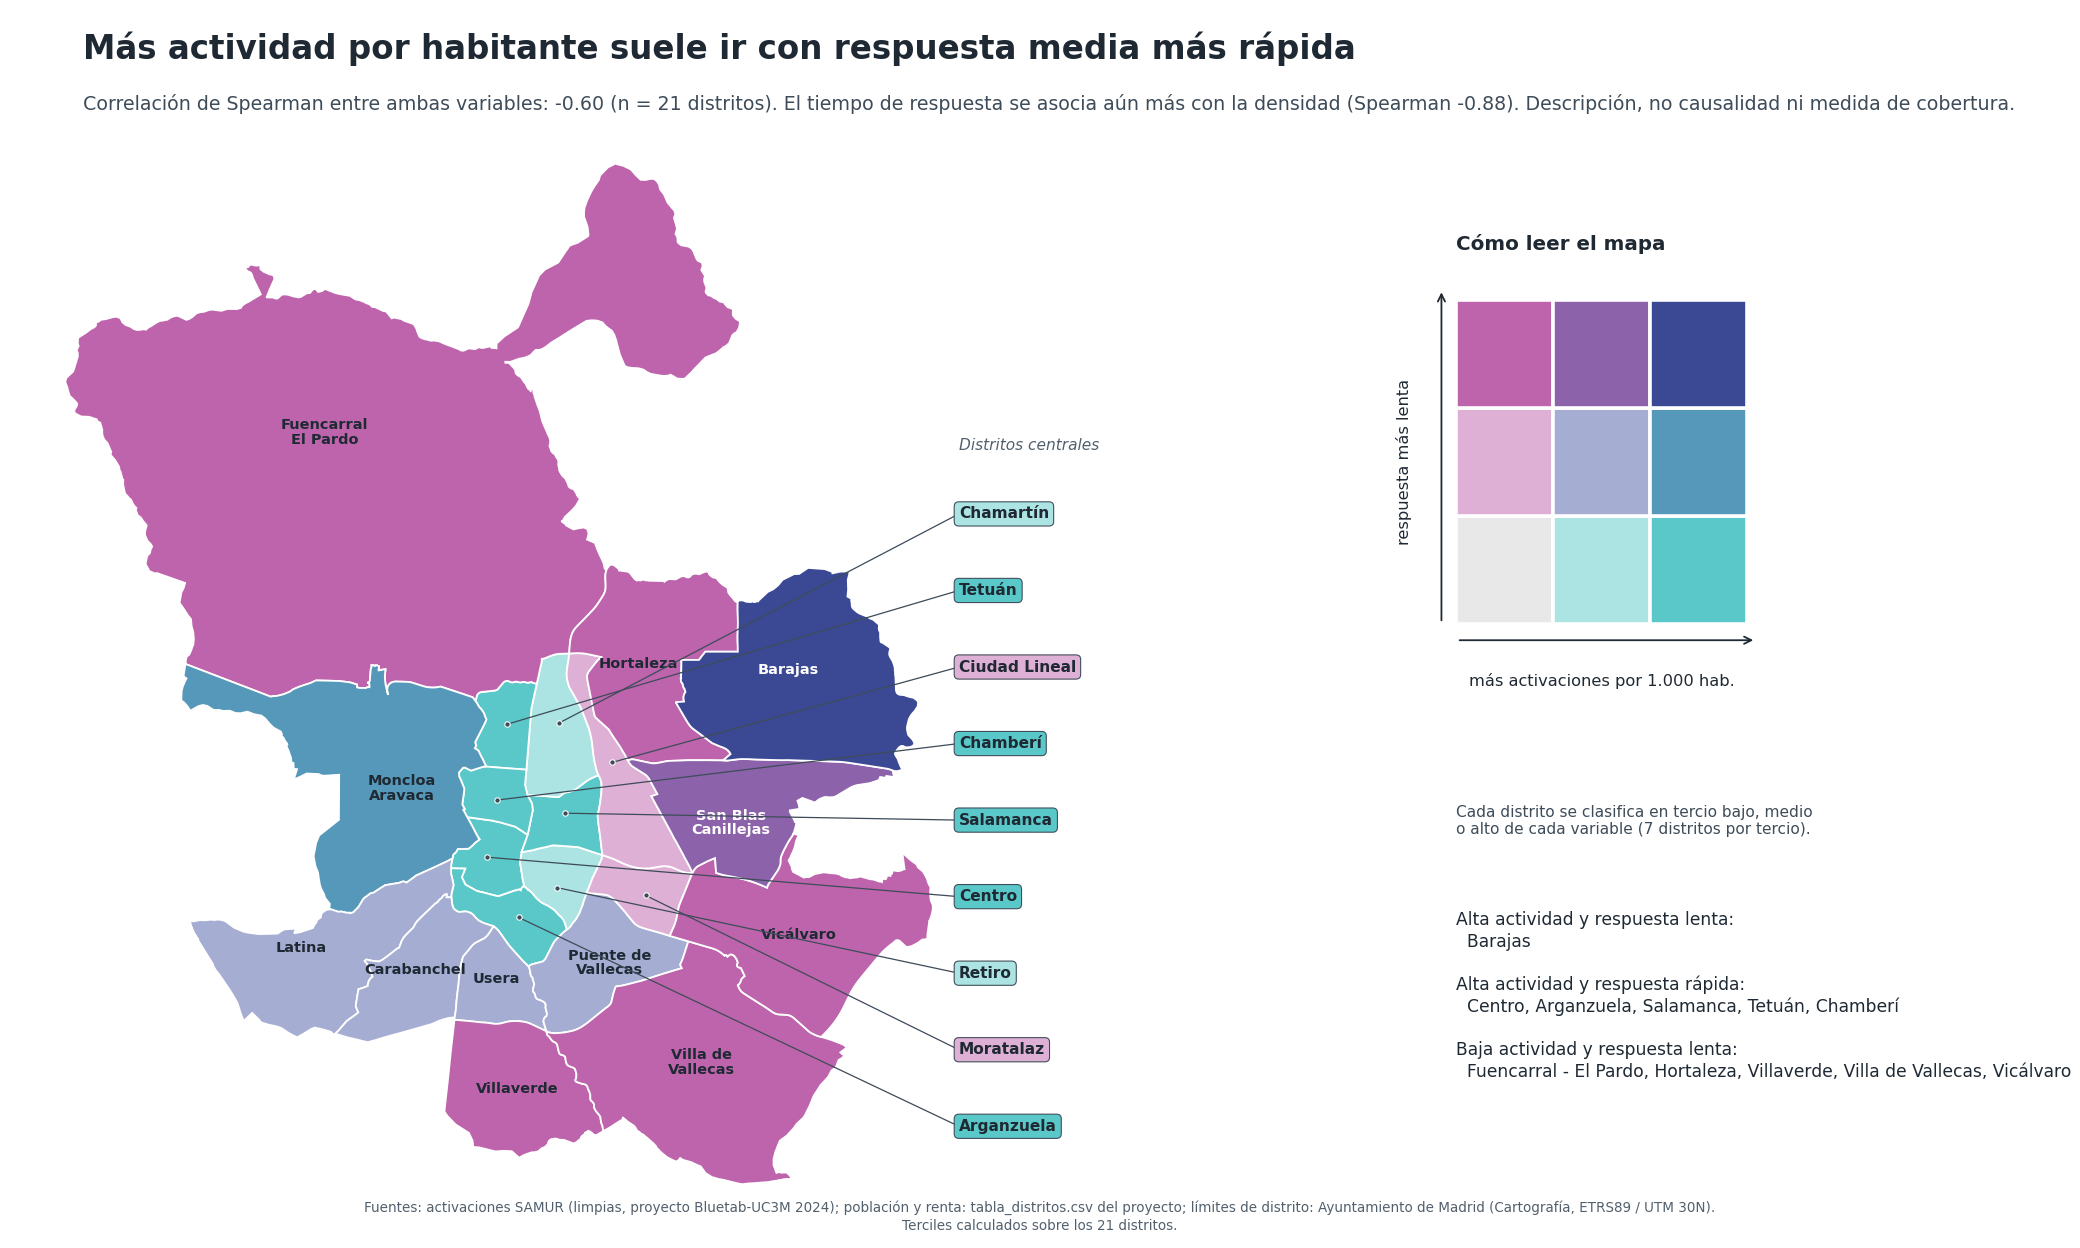 Más actividad por habitante suele ir con respuesta media más rápida
Correlación de Spearman entre ambas variables: -0.60 (n = 21 distritos). El tiempo de respuesta se asocia aún más con la densidad (Spearman -0.88). Descripción, no causalidad ni medida de cobertura.
Fuencarral
El Pardo
Hortaleza
Barajas
Moncloa
Aravaca
San Blas
Canillejas
Vicálvaro
Latina
Carabanchel
Usera
Puente de
Vallecas
Villa de
Vallecas
Villaverde
Distritos centrales
Chamartín
Tetuán
Ciudad Lineal
Chamberí
Salamanca
Centro
Retiro
Moratalaz
Arganzuela
Cómo leer el mapa
respuesta más lenta
más activaciones por 1.000 hab.
Cada distrito se clasifica en tercio bajo, medio
o alto de cada variable (7 distritos por tercio).
Alta actividad y respuesta lenta:
Barajas
Alta actividad y respuesta rápida:
Centro, Arganzuela, Salamanca, Tetuán, Chamberí
Baja actividad y respuesta lenta:
Fuencarral - El Pardo, Hortaleza, Villaverde, Villa de Vallecas, Vicálvaro
Fuentes: activaciones SAMUR (limpias, proyecto Bluetab-UC3M 2024); población y renta: tabla_distritos.csv del proyecto; límites de distrito: Ayuntamiento de Madrid (Cartografía, ETRS89 / UTM 30N).
Terciles calculados sobre los 21 distritos.